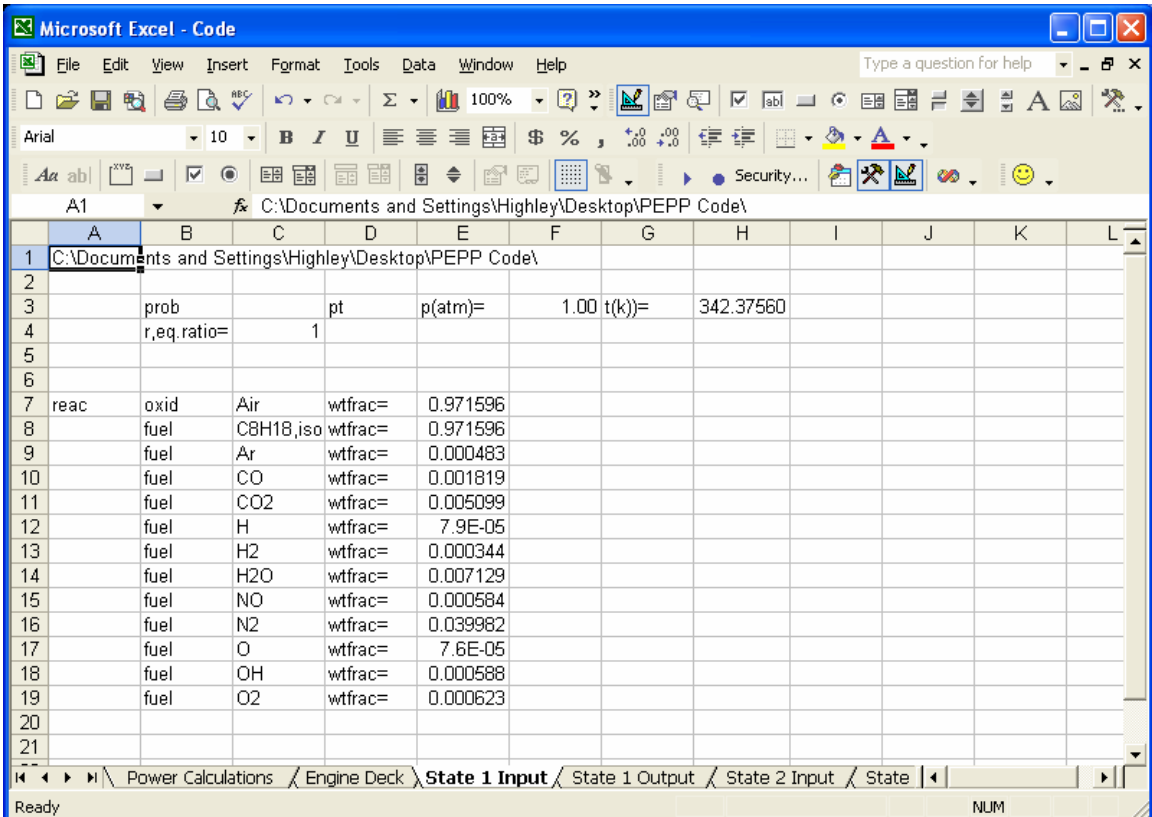 Microsoft Excel - Code
File Edit View Insert Format Tools Data Window Help Type a question for help
100%
Arial 10 B I U $ % ,
Aa ab| Security...
A1 fx C:\Documents and Settings\Highley\Desktop\PEPP Code\
A B C D E F G H I J K L
1 C:\Documents and Settings\Highley\Desktop\PEPP Code\
2
3 prob pt p(atm)= 1.00 t(k))= 342.37560
4 r,eq.ratio= 1
5
6
7 reac oxid Air wtfrac= 0.971596
8 fuel C8H18,iso wtfrac= 0.971596
9 fuel Ar wtfrac= 0.000483
10 fuel CO wtfrac= 0.001819
11 fuel CO2 wtfrac= 0.005099
12 fuel H wtfrac= 7.9E-05
13 fuel H2 wtfrac= 0.000344
14 fuel H2O wtfrac= 0.007129
15 fuel NO wtfrac= 0.000584
16 fuel N2 wtfrac= 0.039982
17 fuel O wtfrac= 7.6E-05
18 fuel OH wtfrac= 0.000588
19 fuel O2 wtfrac= 0.000623
20
21
Power Calculations Engine Deck State 1 Input State 1 Output State 2 Input State
Ready NUM